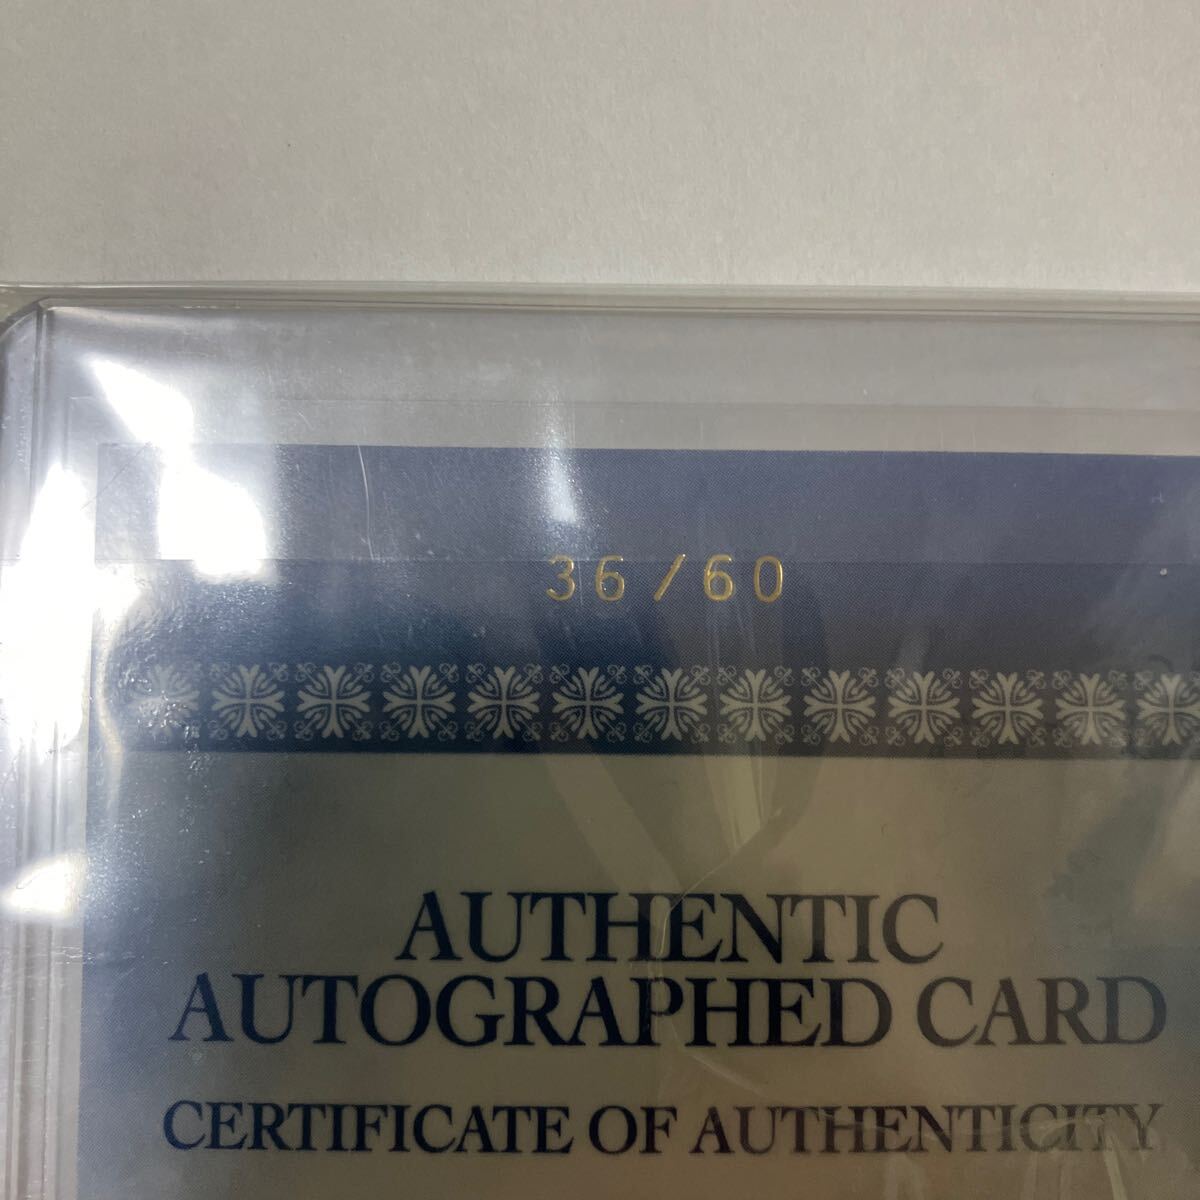 36/60
AUTHENTIC
AUTOGRAPHED CARD
CERTIFICATE OF AUTHENTICITY